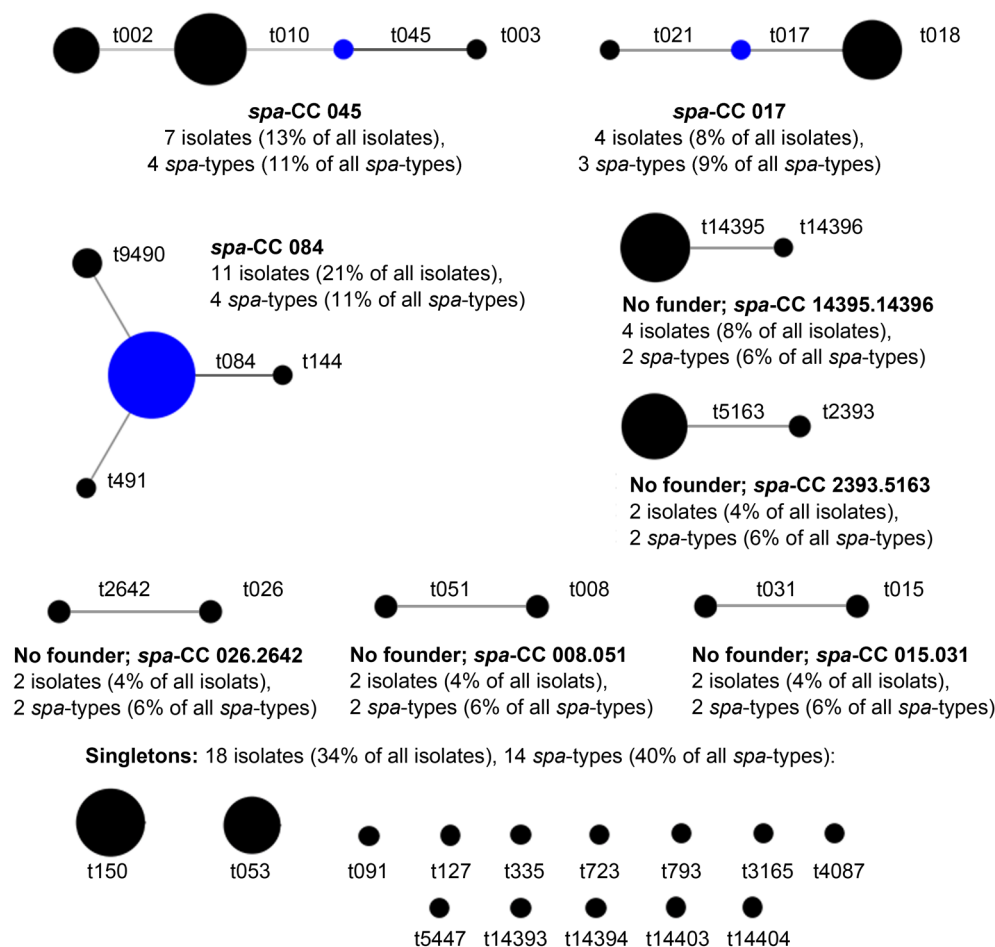 t002 t010 t045 t003
t021 t017 t018
spa-CC 045
7 isolates (13% of all isolates),
4 spa-types (11% of all spa-types)
spa-CC 017
4 isolates (8% of all isolates),
3 spa-types (9% of all spa-types)
t9490
spa-CC 084
11 isolates (21% of all isolates),
4 spa-types (11% of all spa-types)
t084 t144
t491
t14395 t14396
No funder; spa-CC 14395.14396
4 isolates (8% of all isolates),
2 spa-types (6% of all spa-types)
t5163 t2393
No founder; spa-CC 2393.5163
2 isolates (4% of all isolates),
2 spa-types (6% of all spa-types)
t2642 t026
No founder; spa-CC 026.2642
2 isolates (4% of all isolats),
2 spa-types (6% of all spa-types)
t051 t008
No founder; spa-CC 008.051
2 isolates (4% of all isolats),
2 spa-types (6% of all spa-types)
t031 t015
No founder; spa-CC 015.031
2 isolates (4% of all isolats),
2 spa-types (6% of all spa-types)
Singletons: 18 isolates (34% of all isolates), 14 spa-types (40% of all spa-types):
t150 t053 t091 t127 t335 t723 t793 t3165 t4087
t5447 t14393 t14394 t14403 t14404